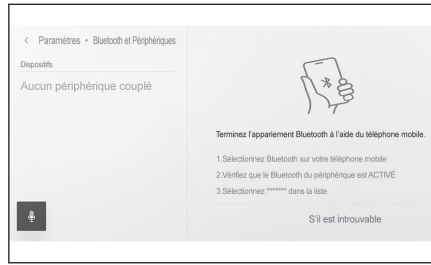 < Paramètres • Bluetooth et Périphériques
Dispositifs
Aucun périphérique couplé
Terminez l'appariement Bluetooth à l'aide du téléphone mobile.
1.Sélectionnez Bluetooth sur votre téléphone mobile
2.Vérifiez que le Bluetooth du périphérique est ACTIVÉ
3.Sélectionnez ******* dans la liste
S'il est introuvable